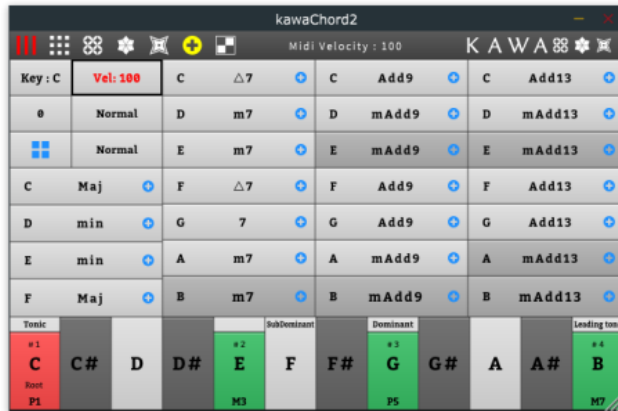 kawaChord2
Midi Velocity : 100 KAWA
Key : C Vel: 100 C △7 C Add9 C Add13
0 Normal D m7 D mAdd9 D mAdd13
Normal E m7 E mAdd9 E mAdd13
C Maj F △7 F Add9 F Add13
D min G 7 G Add9 G Add13
E min A m7 A mAdd9 A mAdd13
F Maj B m7 B mAdd9 B mAdd13
Tonic SubDominant Dominant Leading ton
#1 #2 #3 #4
C C# D D# E F F# G G# A A# B
Root
P1 M3 P5 M7